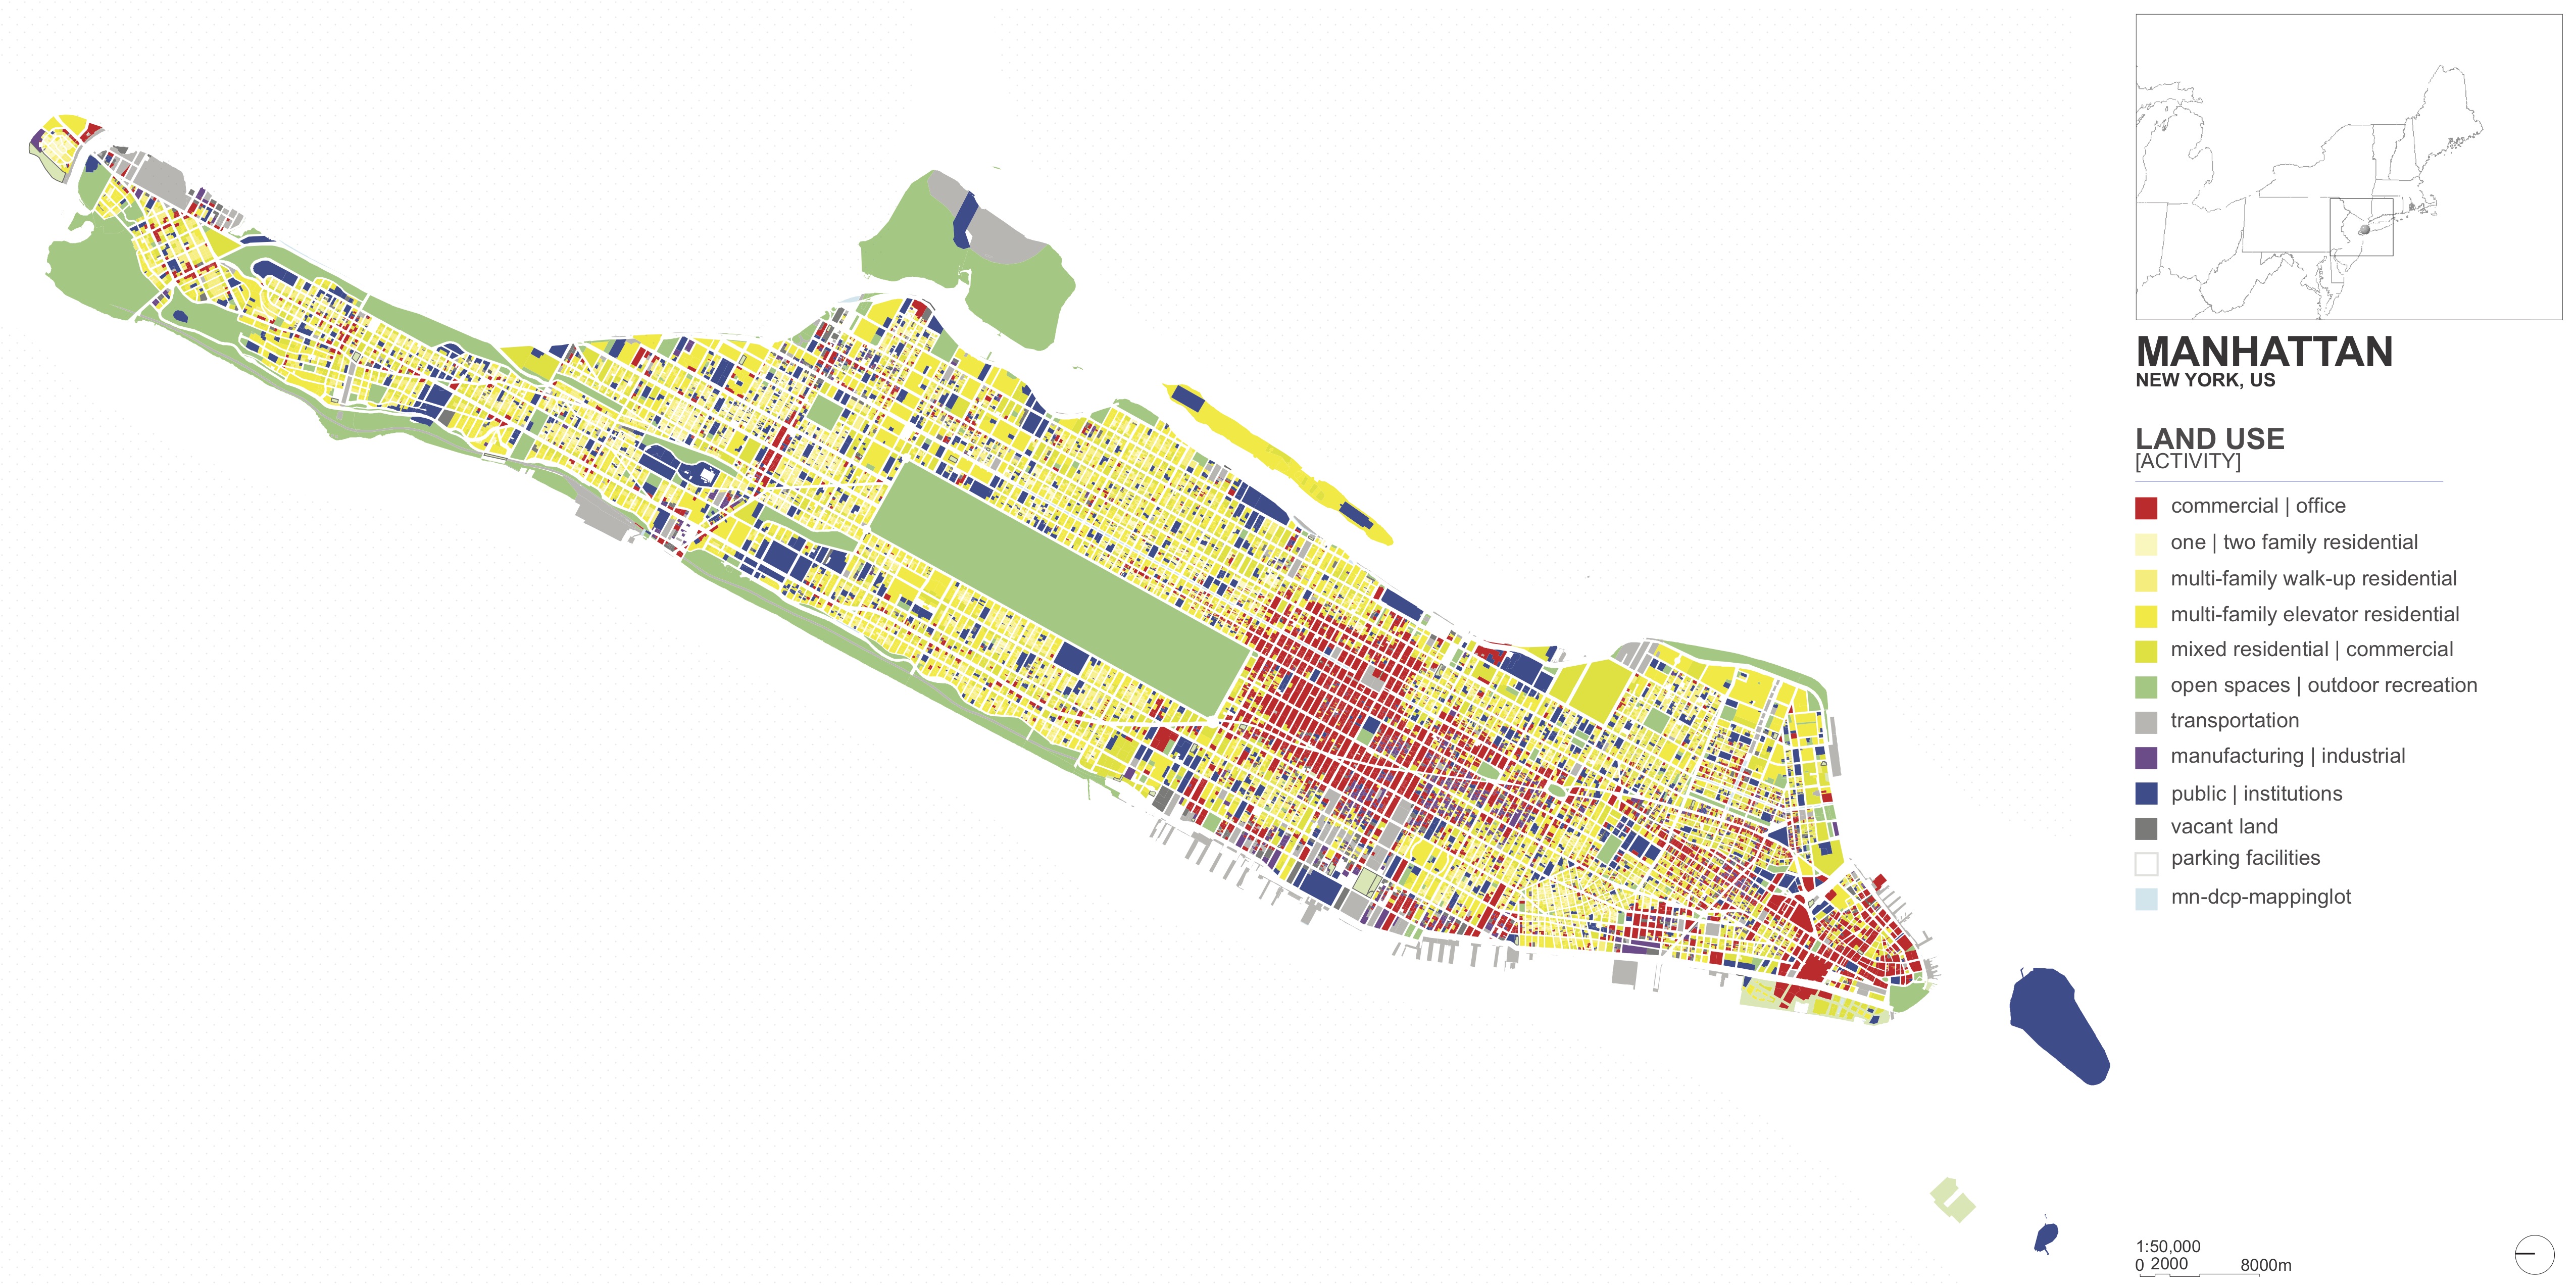 MANHATTAN
NEW YORK, US
LAND USE
[ACTIVITY]
commercial | office
one | two family residential
multi-family walk-up residential
multi-family elevator residential
mixed residential | commercial
open spaces | outdoor recreation
transportation
manufacturing | industrial
public | institutions
vacant land
parking facilities
mn-dcp-mappinglot
1:50,000
0 2000 8000m